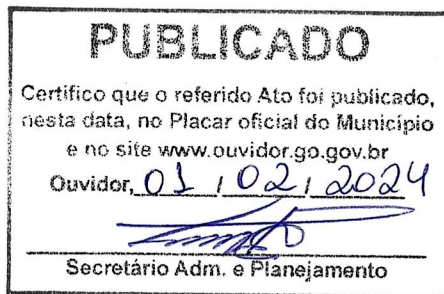 PUBLICADO
Certifico que o referido Ato foi publicado,
nesta data, no Placar oficial do Município
e no site www.ouvidor.go.gov.br
Ouvidor, 01 / 02 / 2024
Secretário Adm. e Planejamento